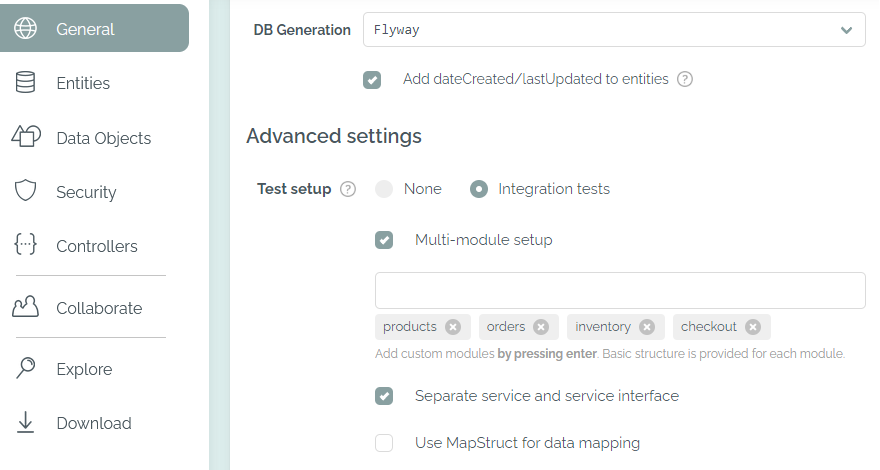 General
Entities
Data Objects
Security
Controllers
Collaborate
Explore
Download
DB Generation Flyway
Add dateCreated/lastUpdated to entities ?
Advanced settings
Test setup ? None Integration tests
Multi-module setup
products orders inventory checkout
Add custom modules by pressing enter. Basic structure is provided for each module.
Separate service and service interface
Use MapStruct for data mapping